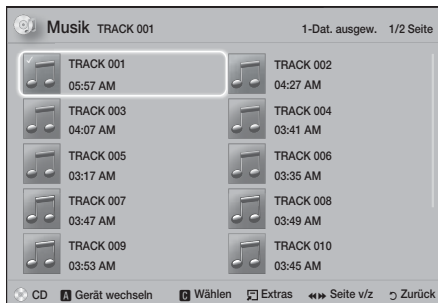 Musik TRACK 001 1-Dat. ausgew. 1/2 Seite
TRACK 001 TRACK 002
05:57 AM 04:27 AM
TRACK 003 TRACK 004
04:07 AM 03:41 AM
TRACK 005 TRACK 006
03:17 AM 03:35 AM
TRACK 007 TRACK 008
03:47 AM 03:49 AM
TRACK 009 TRACK 010
03:53 AM 03:45 AM
CD A Gerät wechseln C Wählen Extras Seite v/z Zurück